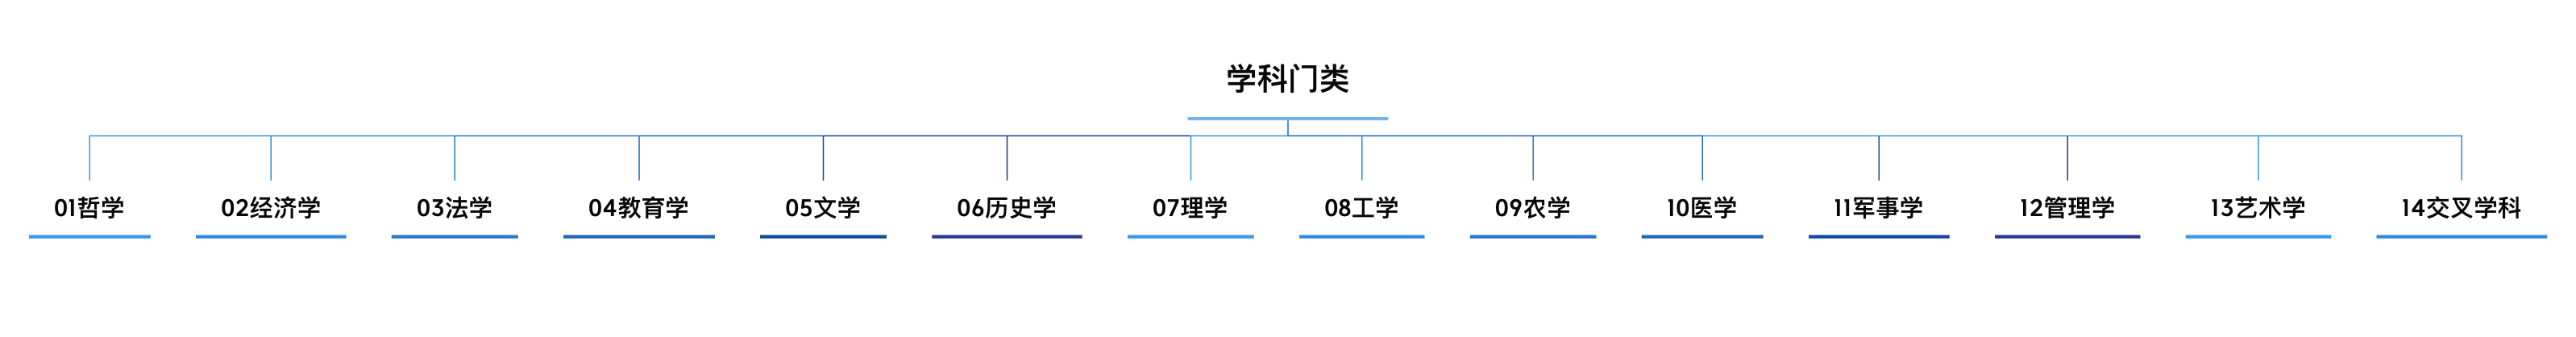 学科门类
01哲学
02经济学
03法学
04教育学
05文学
06历史学
07理学
08工学
09农学
10医学
11军事学
12管理学
13艺术学
14交叉学科